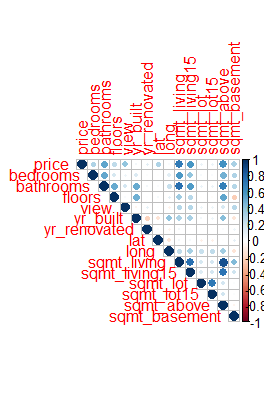 price
bedrooms
bathrooms
floors
view
yr_built
yr_renovated
lat
long
sqmt_living
sqmt_living15
sqmt_lot
sqmt_lot15
sqmt_above
sqmt_basement
price
bedrooms
bathrooms
floors
view
yr_built
yr_renovated
lat
long
sqmt_living
sqmt_living15
sqmt_lot
sqmt_lot15
sqmt_above
sqmt_basement
1
0.8
0.6
0.4
0.2
0
-0.2
-0.4
-0.6
-0.8
-1